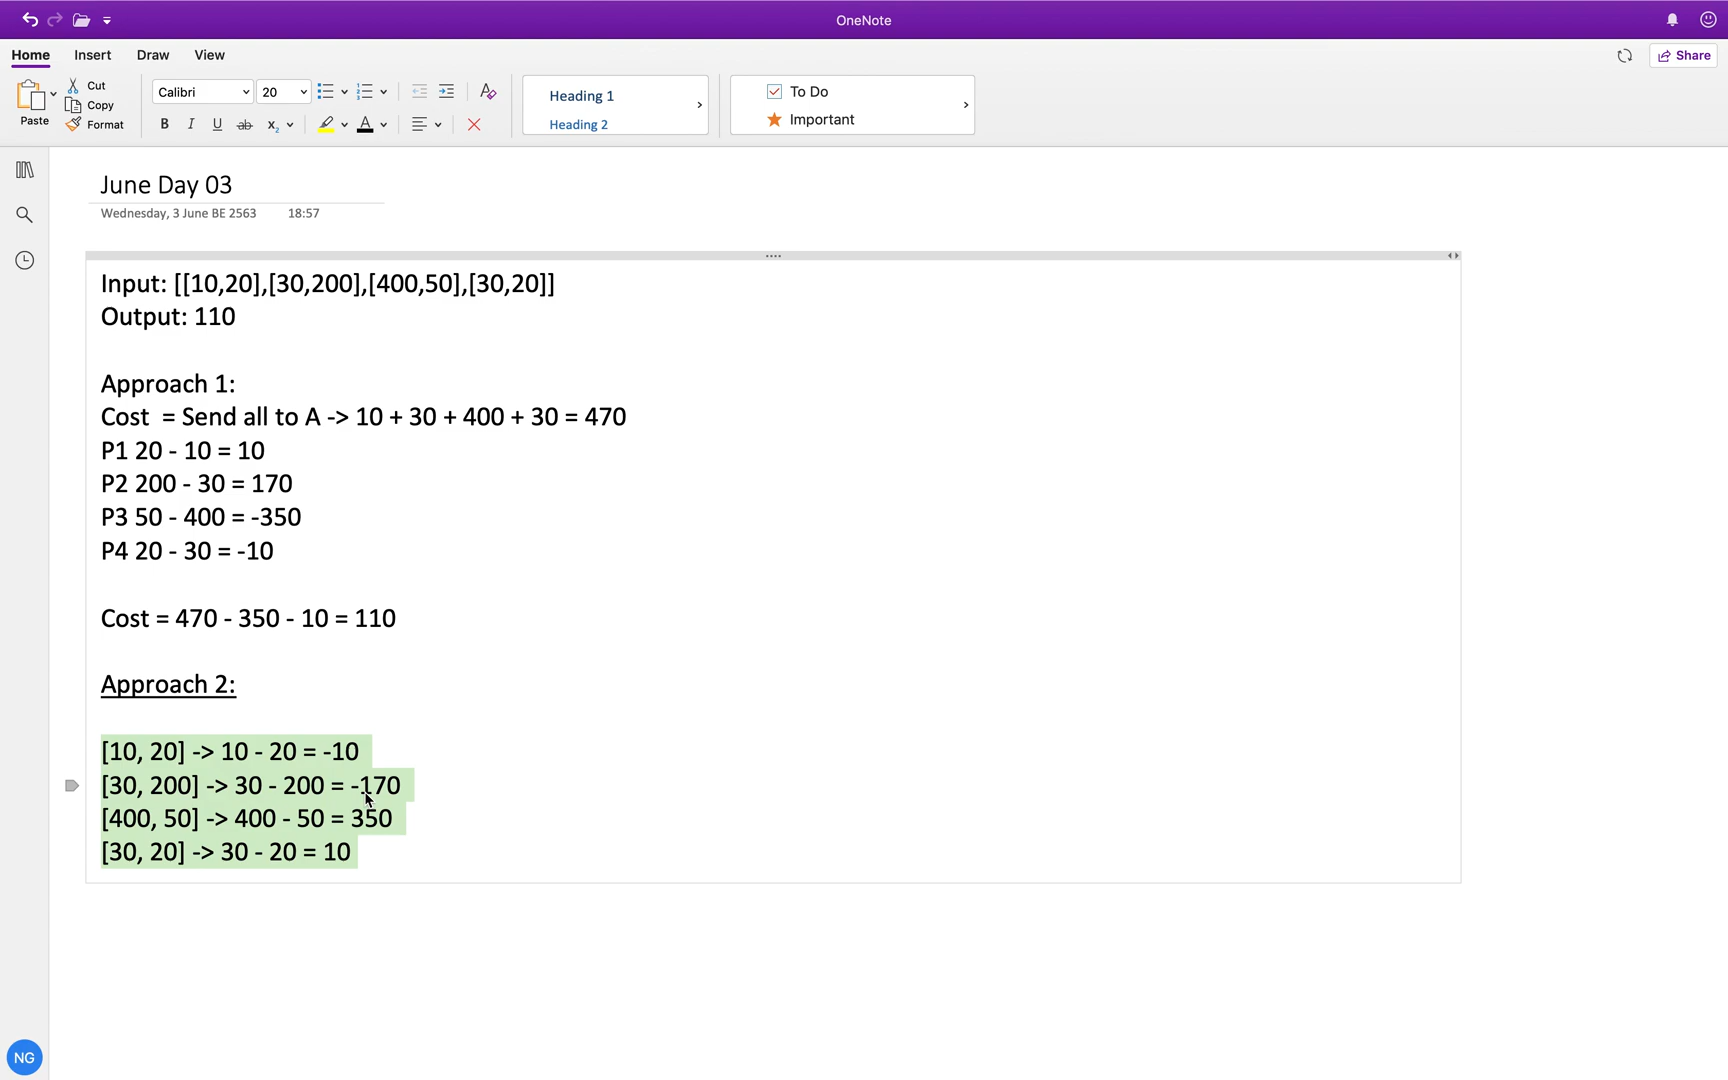 OneNote
Home Insert Draw View
Share
Paste
Cut
Copy
Format
Calibri 20
B I U ab x₂ A
Heading 1
Heading 2
To Do
Important
June Day 03
Wednesday, 3 June BE 2563 18:57
Input: [[10,20],[30,200],[400,50],[30,20]]
Output: 110
Approach 1:
Cost = Send all to A -> 10 + 30 + 400 + 30 = 470
P1 20 - 10 = 10
P2 200 - 30 = 170
P3 50 - 400 = -350
P4 20 - 30 = -10
Cost = 470 - 350 - 10 = 110
Approach 2:
[10, 20] -> 10 - 20 = -10
[30, 200] -> 30 - 200 = -170
[400, 50] -> 400 - 50 = 350
[30, 20] -> 30 - 20 = 10
NG